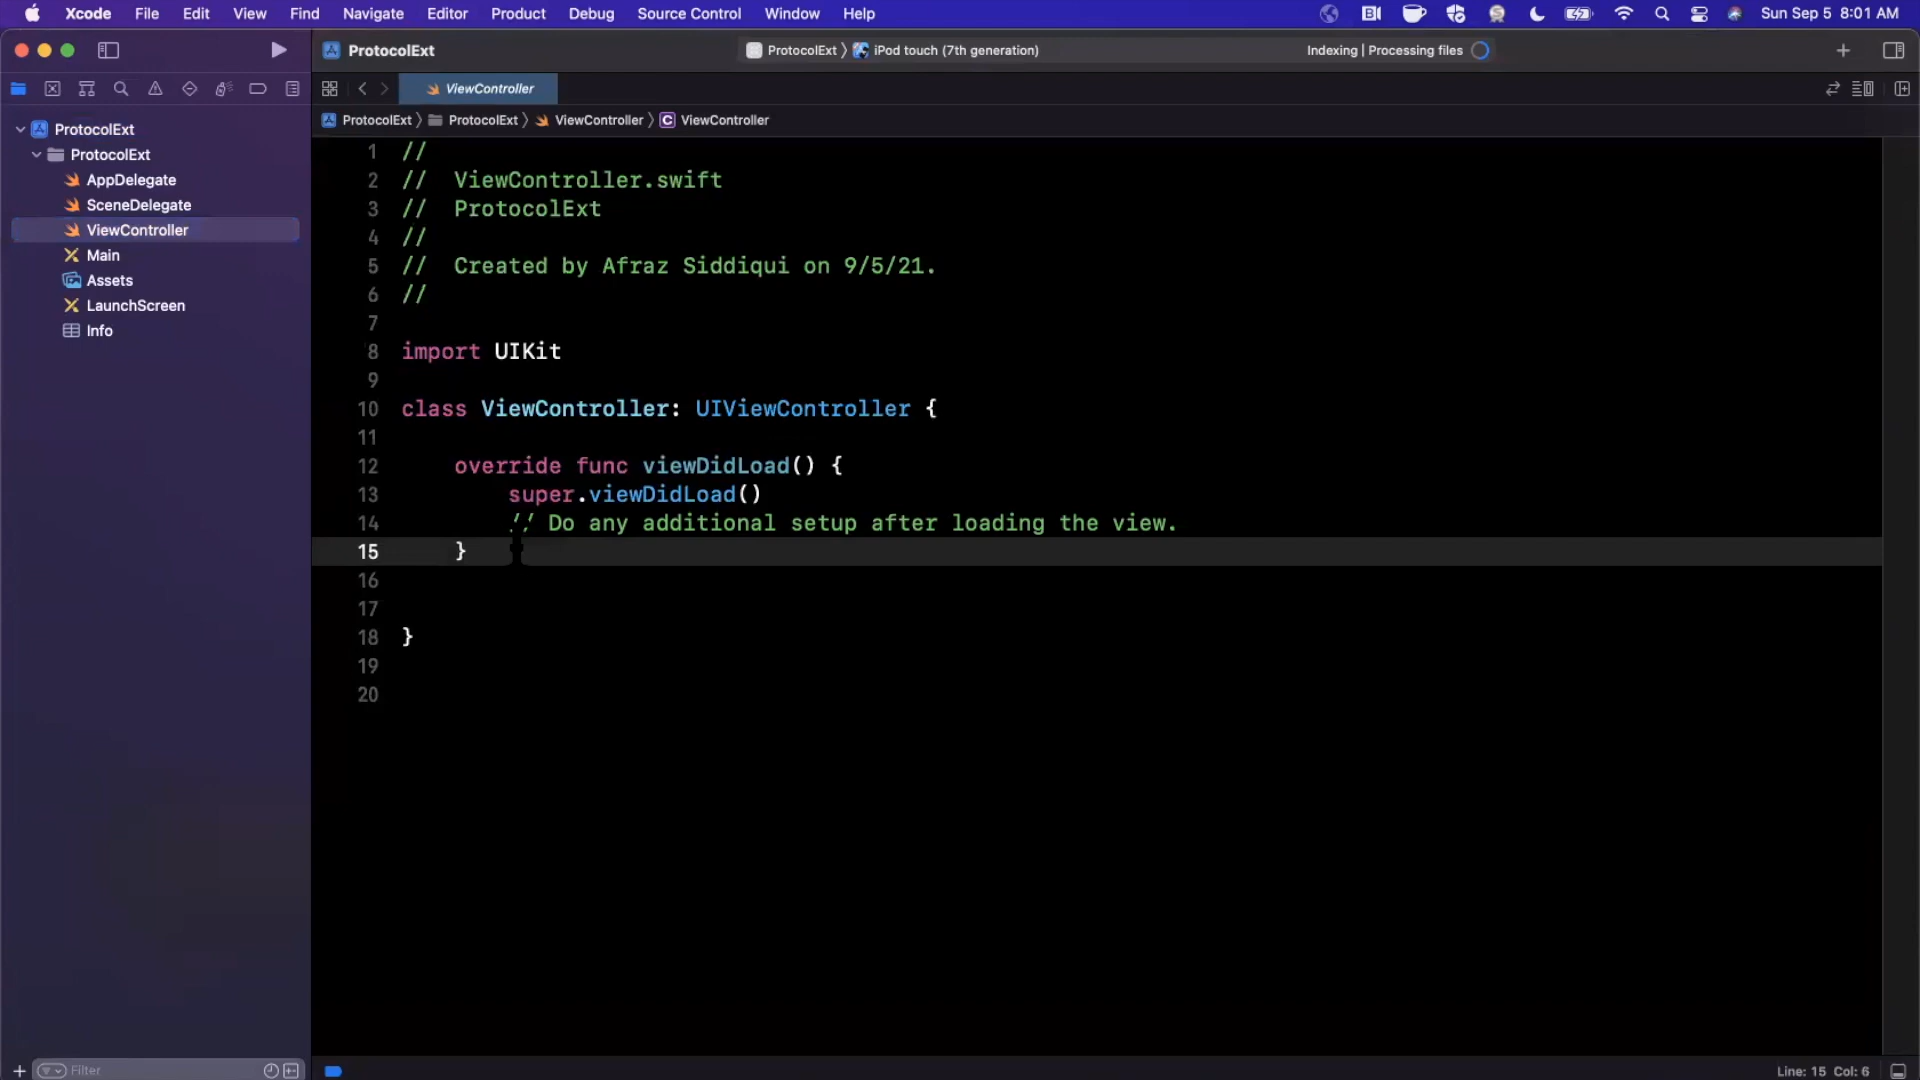 Xcode File Edit View Find Navigate Editor Product Debug Source Control Window Help Sun Sep 5 8:01 AM
ProtocolExt ProtocolExt iPod touch (7th generation) Indexing | Processing files
ViewController
ProtocolExt ProtocolExt ViewController C ViewController
ProtocolExt
ProtocolExt
AppDelegate
SceneDelegate
ViewController
Main
Assets
LaunchScreen
Info
1 //
2 // ViewController.swift
3 // ProtocolExt
4 //
5 // Created by Afraz Siddiqui on 9/5/21.
6 //
7
8 import UIKit
9
10 class ViewController: UIViewController {
11
12 override func viewDidLoad() {
13 super.viewDidLoad()
14 // Do any additional setup after loading the view.
15 }
16
17
18 }
19
20
Filter
Line: 15 Col: 6